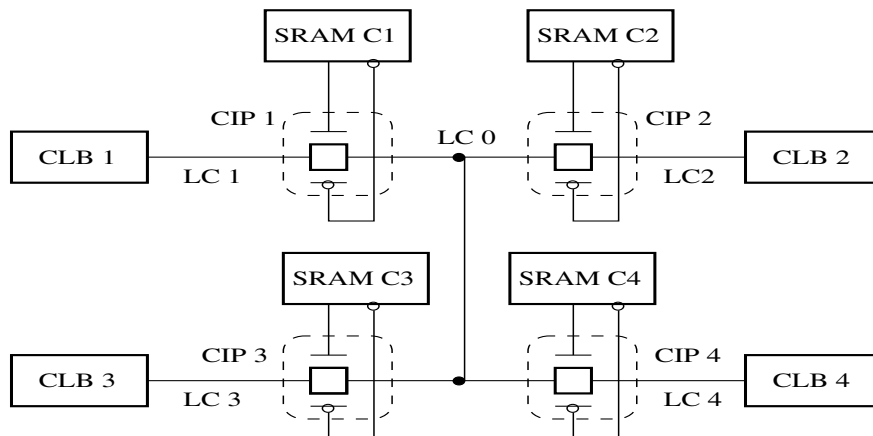 SRAM C1
SRAM C2
CIP 1
CIP 2
LC 0
CLB 1
CLB 2
LC 1
LC2
SRAM C3
SRAM C4
CIP 3
CIP 4
CLB 3
CLB 4
LC 3
LC 4